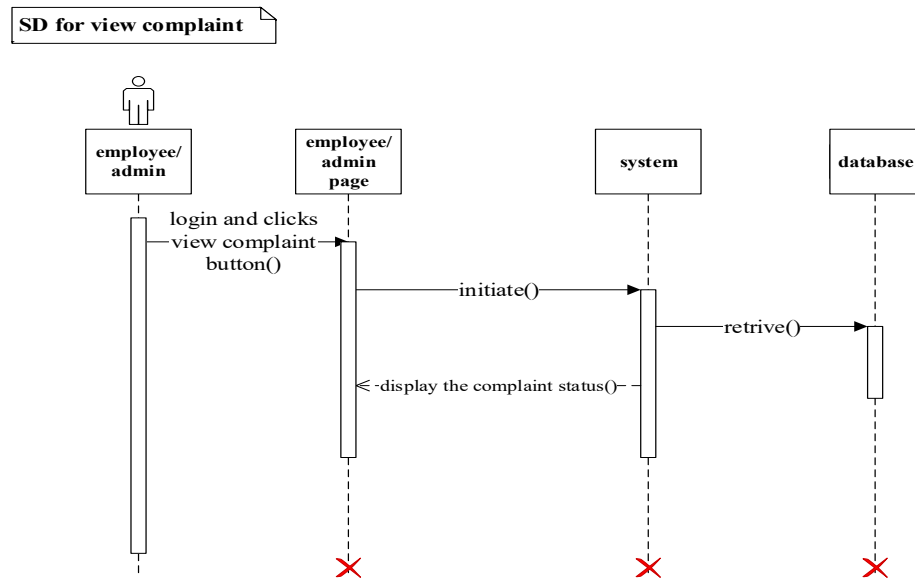 SD for view complaint
employee/
admin
employee/
admin
page
system
database
login and clicks
view complaint
button()
initiate()
retrive()
display the complaint status()